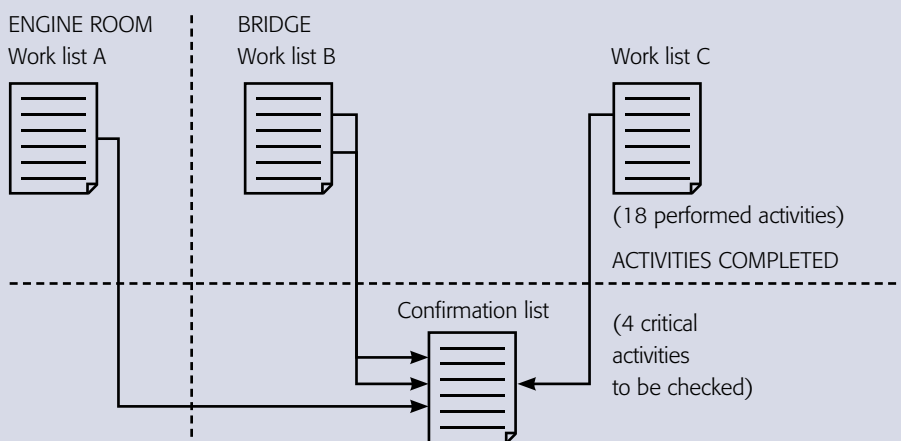 ENGINE ROOM
Work list A
BRIDGE
Work list B
Work list C
(18 performed activities)
ACTIVITIES COMPLETED
Confirmation list
(4 critical
activities
to be checked)